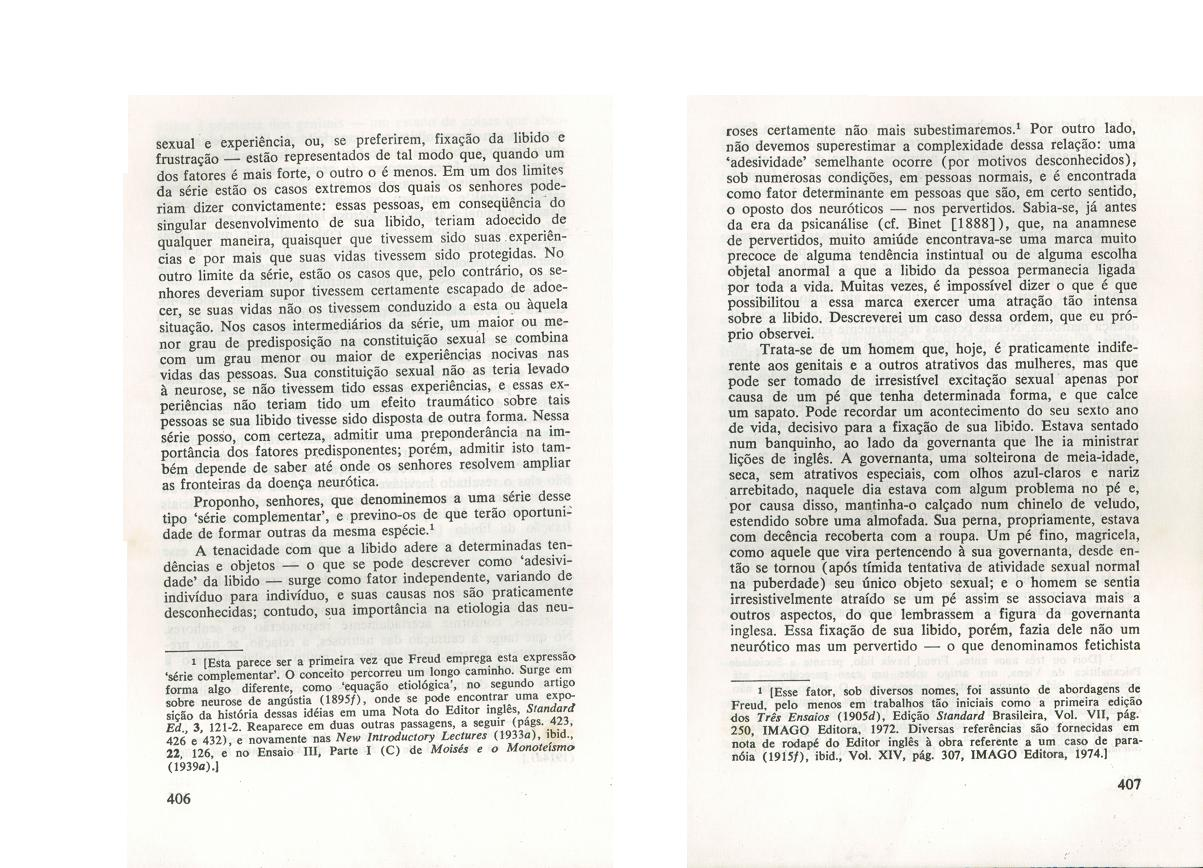 sexual e experiência, ou, se preferirem, fixação da libido e
frustração — estão representados de tal modo que, quando um
dos fatores é mais forte, o outro o é menos. Em um dos limites
da série estão os casos extremos dos quais os senhores pode-
riam dizer convictamente: essas pessoas, em conseqüência do
singular desenvolvimento de sua libido, teriam adoecido de
qualquer maneira, quaisquer que tivessem sido suas experiên-
cias e por mais que suas vidas tivessem sido protegidas. No
outro limite da série, estão os casos que, pelo contrário, os se-
nhores deveriam supor tivessem certamente escapado de adoe-
cer, se suas vidas não os tivessem conduzido a esta ou àquela
situação. Nos casos intermediários da série, um maior ou me-
nor grau de predisposição na constituição sexual se combina
com um grau menor ou maior de experiências nocivas nas
vidas das pessoas. Sua constituição sexual não as teria levado
à neurose, se não tivessem tido essas experiências, e essas ex-
periências não teriam tido um efeito traumático sobre tais
pessoas se sua libido tivesse sido disposta de outra forma. Nessa
série posso, com certeza, admitir uma preponderância na im-
portância dos fatores predisponentes; porém, admitir isto tam-
bém depende de saber até onde os senhores resolvem ampliar
as fronteiras da doença neurótica.
Proponho, senhores, que denominemos a uma série desse
tipo ‘série complementar’, e previno-os de que terão oportuni-
dade de formar outras da mesma espécie.¹
A tenacidade com que a libido adere a determinadas ten-
dências e objetos — o que se pode descrever como ‘adesivi-
dade’ da libido — surge como fator independente, variando de
indivíduo para indivíduo, e suas causas nos são praticamente
desconhecidas; contudo, sua importância na etiologia das neu-
¹ [Esta parece ser a primeira vez que Freud emprega esta expressão
‘série complementar’. O conceito percorreu um longo caminho. Surge em
forma algo diferente, como ‘equação etiológica’, no segundo artigo
sobre neurose de angústia (1895f), onde se pode encontrar uma expo-
sição da história dessas idéias em uma Nota do Editor inglês, Standard
Ed., 3, 121-2. Reaparece em duas outras passagens, a seguir (págs. 423,
426 e 432), e novamente nas New Introductory Lectures (1933a), ibid.,
22, 126, e no Ensaio III, Parte I (C) de Moisés e o Monoteísmo
(1939a).]
406
roses certamente não mais subestimaremos.¹ Por outro lado,
não devemos superestimar a complexidade dessa relação: uma
‘adesividade’ semelhante ocorre (por motivos desconhecidos),
sob numerosas condições, em pessoas normais, e é encontrada
como fator determinante em pessoas que são, em certo sentido,
o oposto dos neuróticos — nos pervertidos. Sabia-se, já antes
da era da psicanálise (cf. Binet [1888]), que, na anamnese
de pervertidos, muito amiúde encontrava-se uma marca muito
precoce de alguma tendência instintual ou de alguma escolha
objetal anormal a que a libido da pessoa permanecia ligada
por toda a vida. Muitas vezes, é impossível dizer o que é que
possibilitou a essa marca exercer uma atração tão intensa
sobre a libido. Descreverei um caso dessa ordem, que eu pró-
prio observei.
Trata-se de um homem que, hoje, é praticamente indife-
rente aos genitais e a outros atrativos das mulheres, mas que
pode ser tomado de irresistível excitação sexual apenas por
causa de um pé que tenha determinada forma, e que calce
um sapato. Pode recordar um acontecimento do seu sexto ano
de vida, decisivo para a fixação de sua libido. Estava sentado
num banquinho, ao lado da governanta que lhe ia ministrar
lições de inglês. A governanta, uma solteirona de meia-idade,
seca, sem atrativos especiais, com olhos azul-claros e nariz
arrebitado, naquele dia estava com algum problema no pé e,
por causa disso, mantinha-o calçado num chinelo de veludo,
estendido sobre uma almofada. Sua perna, propriamente, estava
com decência recoberta com a roupa. Um pé fino, magricela,
como aquele que vira pertencendo à sua governanta, desde en-
tão se tornou (após tímida tentativa de atividade sexual normal
na puberdade) seu único objeto sexual; e o homem se sentia
irresistivelmente atraído se um pé assim se associava mais a
outros aspectos, do que lembrassem a figura da governanta
inglesa. Essa fixação de sua libido, porém, fazia dele não um
neurótico mas um pervertido — o que denominamos fetichista
¹ [Esse fator, sob diversos nomes, foi assunto de abordagens de
Freud, pelo menos em trabalhos tão iniciais como a primeira edição
dos Três Ensaios (1905d), Edição Standard Brasileira, Vol. VII, pág.
250, IMAGO Editora, 1972. Diversas referências são fornecidas em
nota de rodapé do Editor inglês à obra referente a um caso de para-
nóia (1915f), ibid., Vol. XIV, pág. 307, IMAGO Editora, 1974.]
407